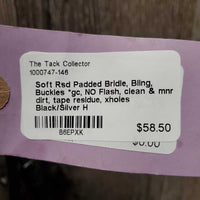 The Tack Collector
1000747-146
Soft Rsd Padded Bridle, Bling,
Buckles *gc, NO Flash, clean & mnr
dirt, tape residue, xholes
Black/Silver H
B6EPXK
$58.50
$0.00